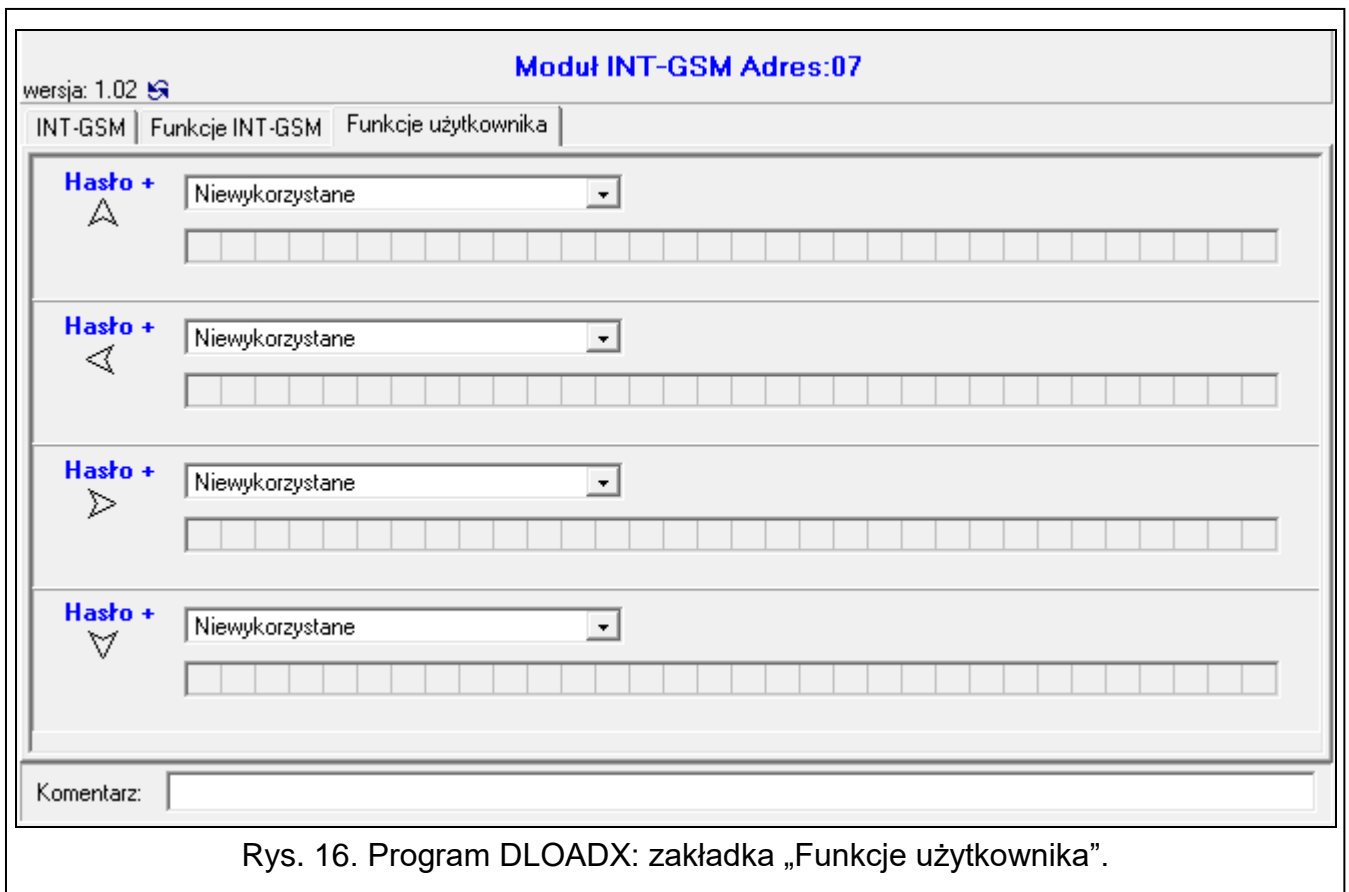 Moduł INT-GSM Adres:07
wersja: 1.02
INT-GSM Funkcje INT-GSM Funkcje użytkownika
Hasło +
Niewykorzystane
Hasło +
Niewykorzystane
Hasło +
Niewykorzystane
Hasło +
Niewykorzystane
Komentarz:
Rys. 16. Program DLOADX: zakładka „Funkcje użytkownika”.